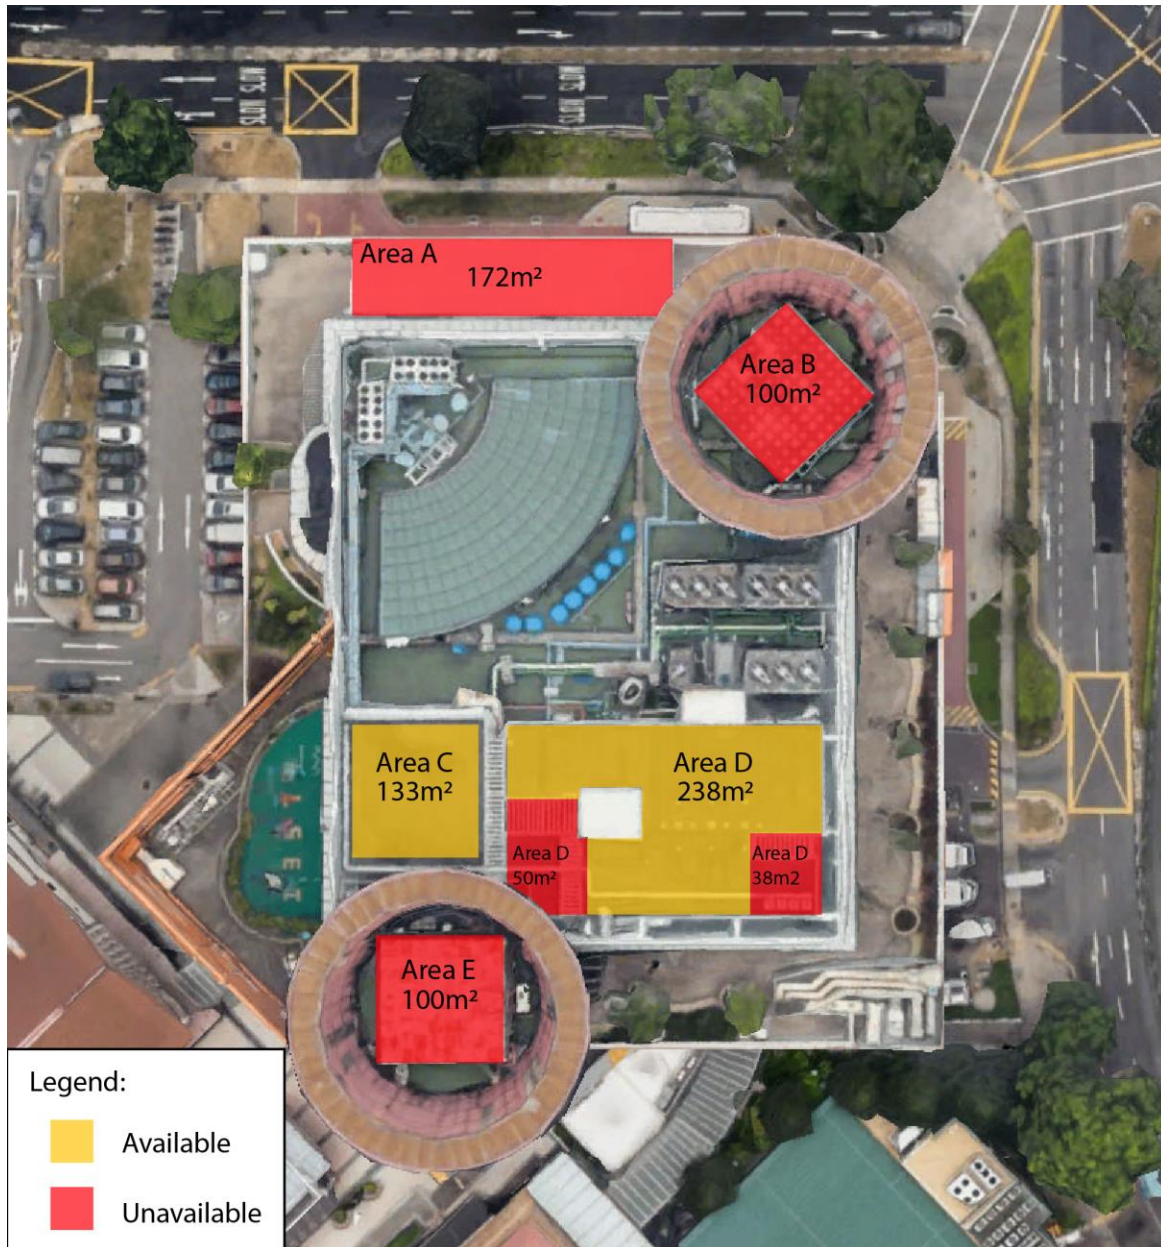 Area A
172m²
Area B
100m²
Area C
133m²
Area D
238m²
Area D
50m²
Area D
38m2
Area E
100m²
Legend:
Available
Unavailable